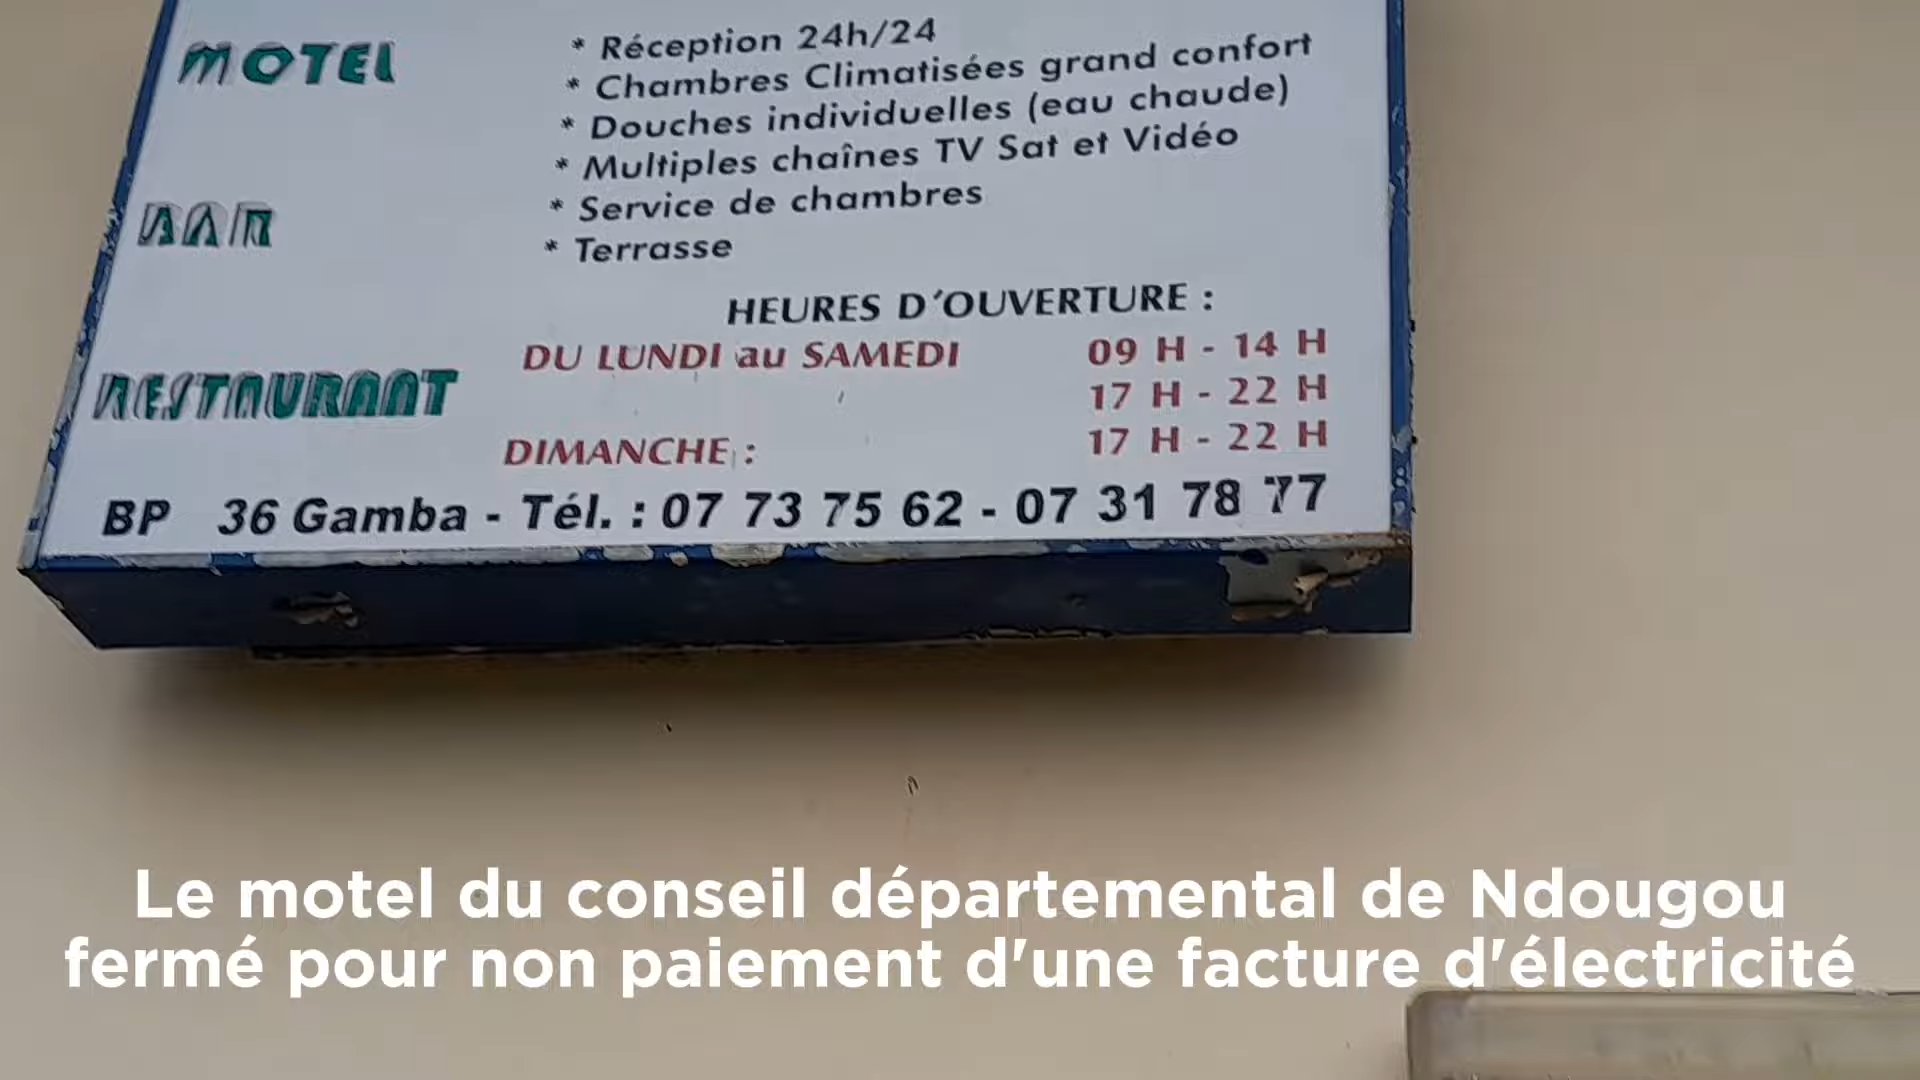 MOTEL
* Réception 24h/24
* Chambres Climatisées grand confort
* Douches individuelles (eau chaude)
* Multiples chaînes TV Sat et Vidéo
BAR
* Service de chambres
* Terrasse
HEURES D'OUVERTURE :
RESTAURANT
DU LUNDI au SAMEDI 09 H - 14 H
17 H - 22 H
DIMANCHE : 17 H - 22 H
BP 36 Gamba - Tél. : 07 73 75 62 - 07 31 78 77
Le motel du conseil départemental de Ndougou
fermé pour non paiement d'une facture d'électricité